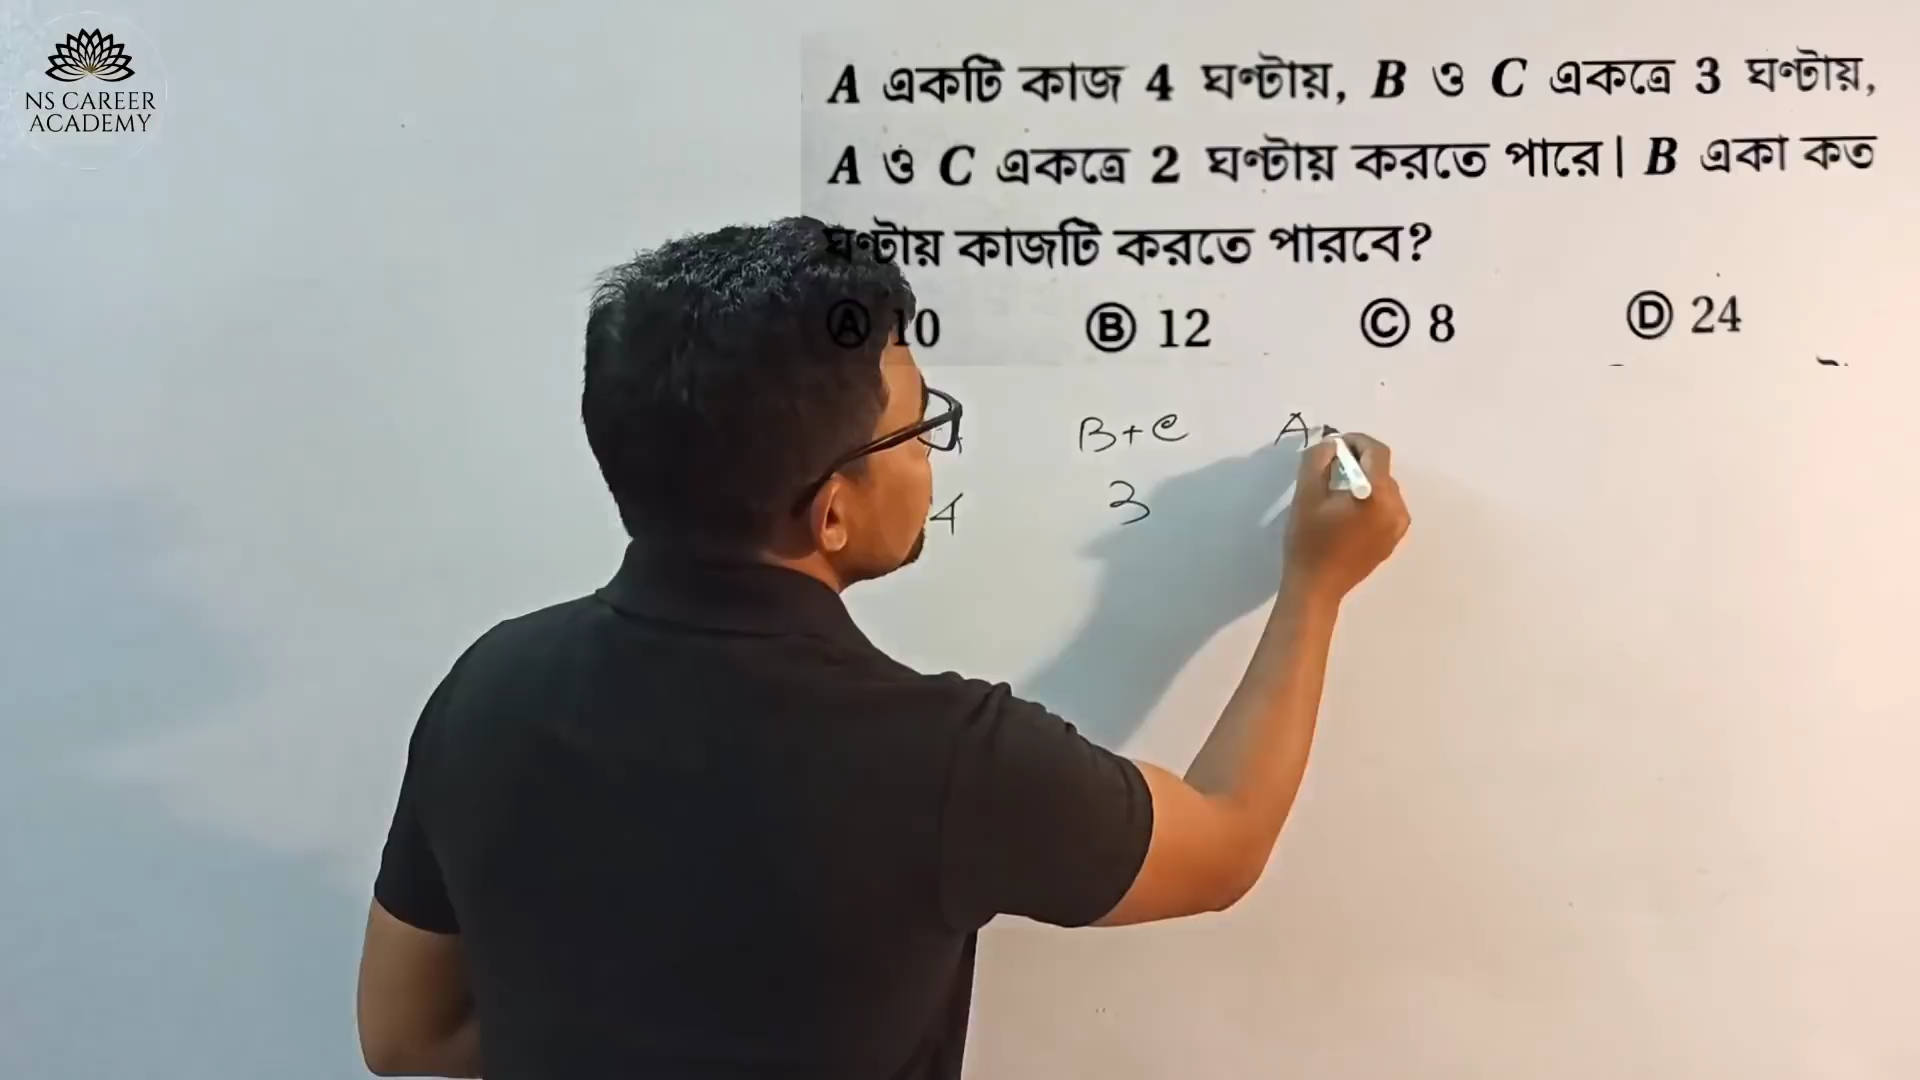 NS CAREER
ACADEMY
A একটি কাজ 4 ঘণ্টায়, B ও C একত্রে 3 ঘণ্টায়,
A ও C একত্রে 2 ঘণ্টায় করতে পারে। B একা কত
ঘণ্টায় কাজটি করতে পারবে?
Ⓐ 10 Ⓑ 12 Ⓒ 8 Ⓓ 24
B+C A
4 3